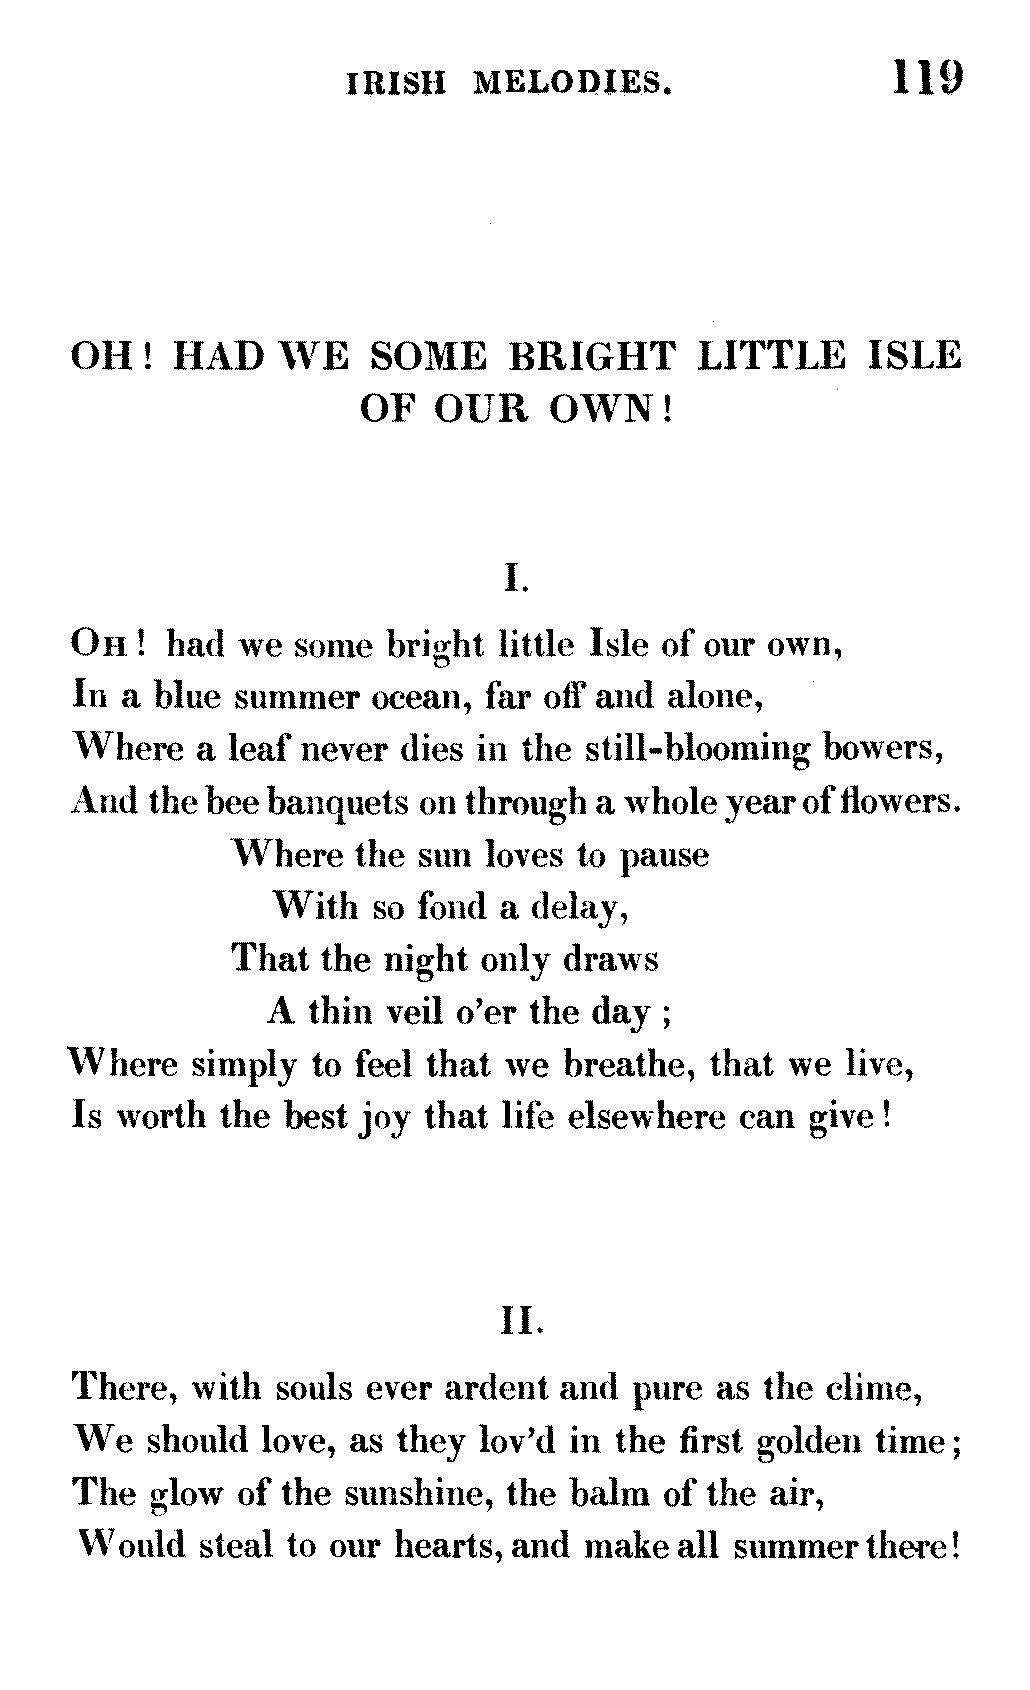 IRISH MELODIES. 119
OH! HAD WE SOME BRIGHT LITTLE ISLE
OF OUR OWN!
I.
OH! had we some bright little Isle of our own,
In a blue summer ocean, far off and alone,
Where a leaf never dies in the still-blooming bowers,
And the bee banquets on through a whole year of flowers.
Where the sun loves to pause
With so fond a delay,
That the night only draws
A thin veil o'er the day;
Where simply to feel that we breathe, that we live,
Is worth the best joy that life elsewhere can give!
II.
There, with souls ever ardent and pure as the clime,
We should love, as they lov'd in the first golden time;
The glow of the sunshine, the balm of the air,
Would steal to our hearts, and make all summer there!